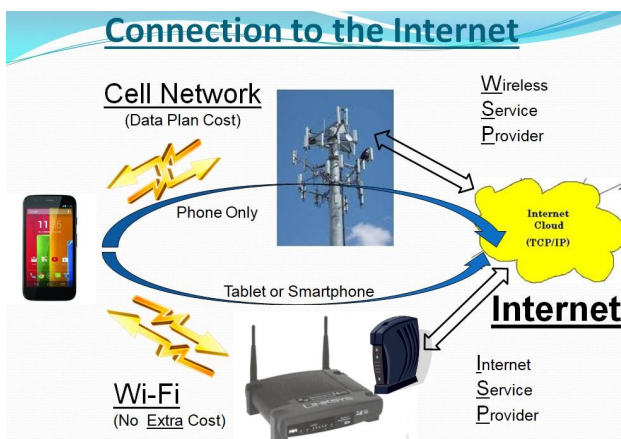 Connection to the Internet
Cell Network
(Data Plan Cost)
Wireless
Service
Provider
Phone Only
Internet
Cloud
(TCP/IP)
Tablet or Smartphone
Internet
Wi-Fi
(No Extra Cost)
LINKSYS
Internet
Service
Provider